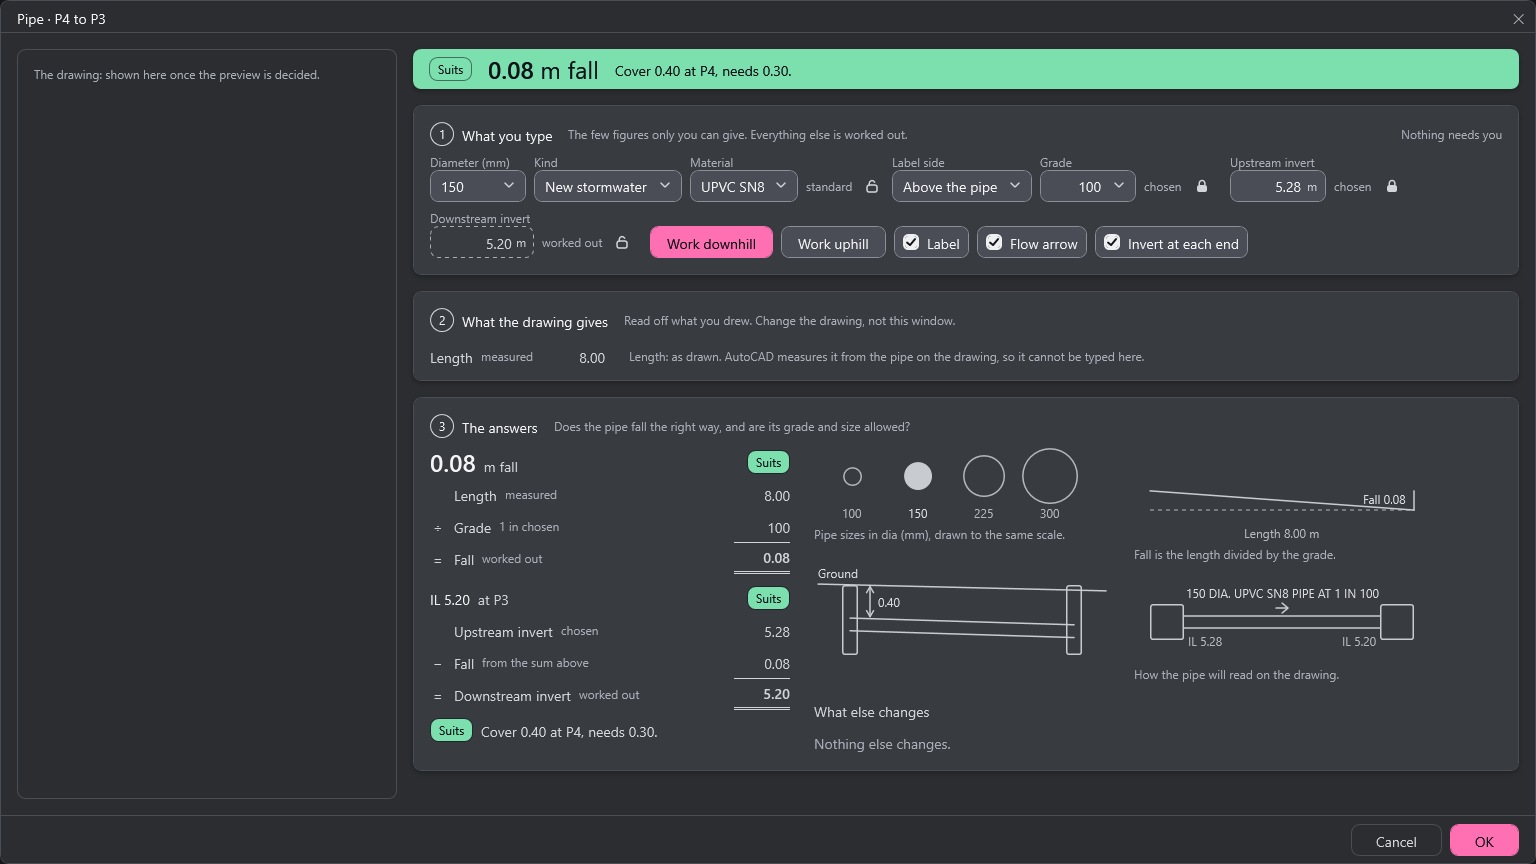 Pipe · P4 to P3
The drawing: shown here once the preview is decided.
Suits 0.08 m fall Cover 0.40 at P4, needs 0.30.
1 What you type The few figures only you can give. Everything else is worked out. Nothing needs you
Diameter (mm) Kind Material Label side Grade Upstream invert
150 New stormwater UPVC SN8 standard Above the pipe 100 chosen 5.28 m chosen
Downstream invert
5.20 m worked out Work downhill Work uphill Label Flow arrow Invert at each end
2 What the drawing gives Read off what you drew. Change the drawing, not this window.
Length measured 8.00 Length: as drawn. AutoCAD measures it from the pipe on the drawing, so it cannot be typed here.
3 The answers Does the pipe fall the right way, and are its grade and size allowed?
0.08 m fall Suits
Length measured 8.00
÷ Grade 1 in chosen 100
= Fall worked out 0.08
IL 5.20 at P3 Suits
Upstream invert chosen 5.28
− Fall from the sum above 0.08
= Downstream invert worked out 5.20
Suits Cover 0.40 at P4, needs 0.30.
100 150 225 300
Pipe sizes in dia (mm), drawn to the same scale.
Ground
0.40
What else changes
Nothing else changes.
Fall 0.08
Length 8.00 m
Fall is the length divided by the grade.
150 DIA. UPVC SN8 PIPE AT 1 IN 100
IL 5.28 IL 5.20
How the pipe will read on the drawing.
Cancel OK